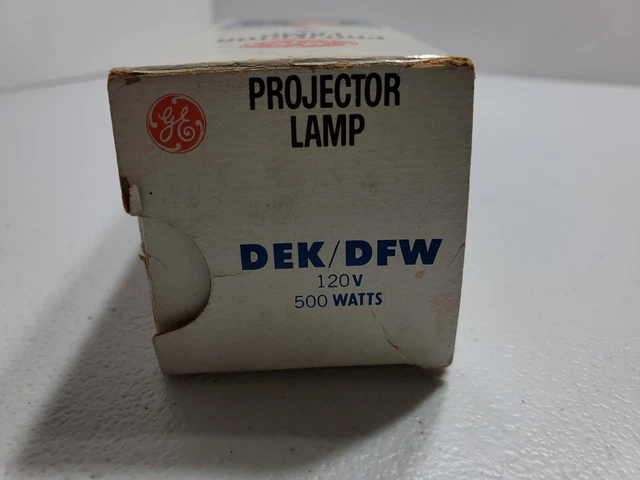 GE
PROJECTOR
LAMP
DEK/DFW
120V
500 WATTS